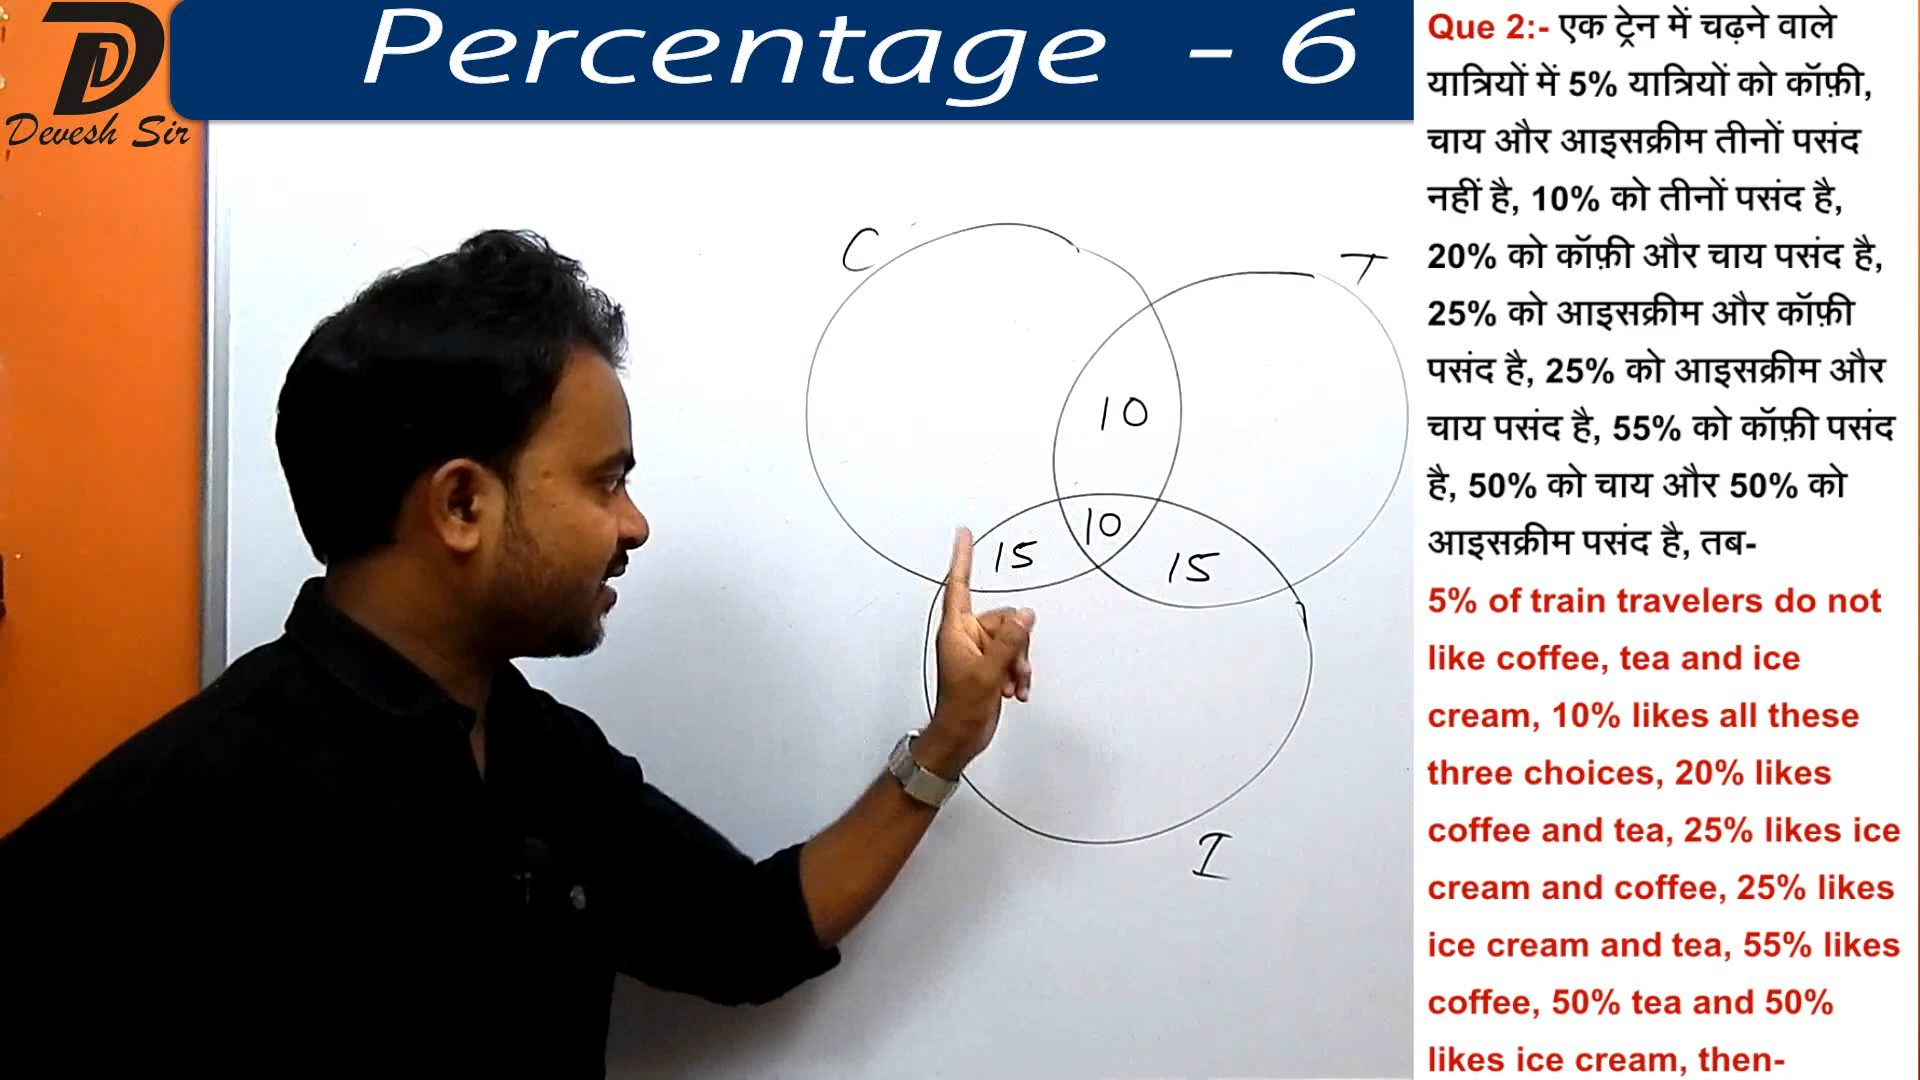 Devesh Sir
Percentage - 6
C
T
10
10
15
15
I
Que 2:- एक ट्रेन में चढ़ने वाले
यात्रियों में 5% यात्रियों को कॉफ़ी,
चाय और आइसक्रीम तीनों पसंद
नहीं है, 10% को तीनों पसंद है,
20% को कॉफ़ी और चाय पसंद है,
25% को आइसक्रीम और कॉफ़ी
पसंद है, 25% को आइसक्रीम और
चाय पसंद है, 55% को कॉफ़ी पसंद
है, 50% को चाय और 50% को
आइसक्रीम पसंद है, तब-
5% of train travelers do not
like coffee, tea and ice
cream, 10% likes all these
three choices, 20% likes
coffee and tea, 25% likes ice
cream and coffee, 25% likes
ice cream and tea, 55% likes
coffee, 50% tea and 50%
likes ice cream, then-